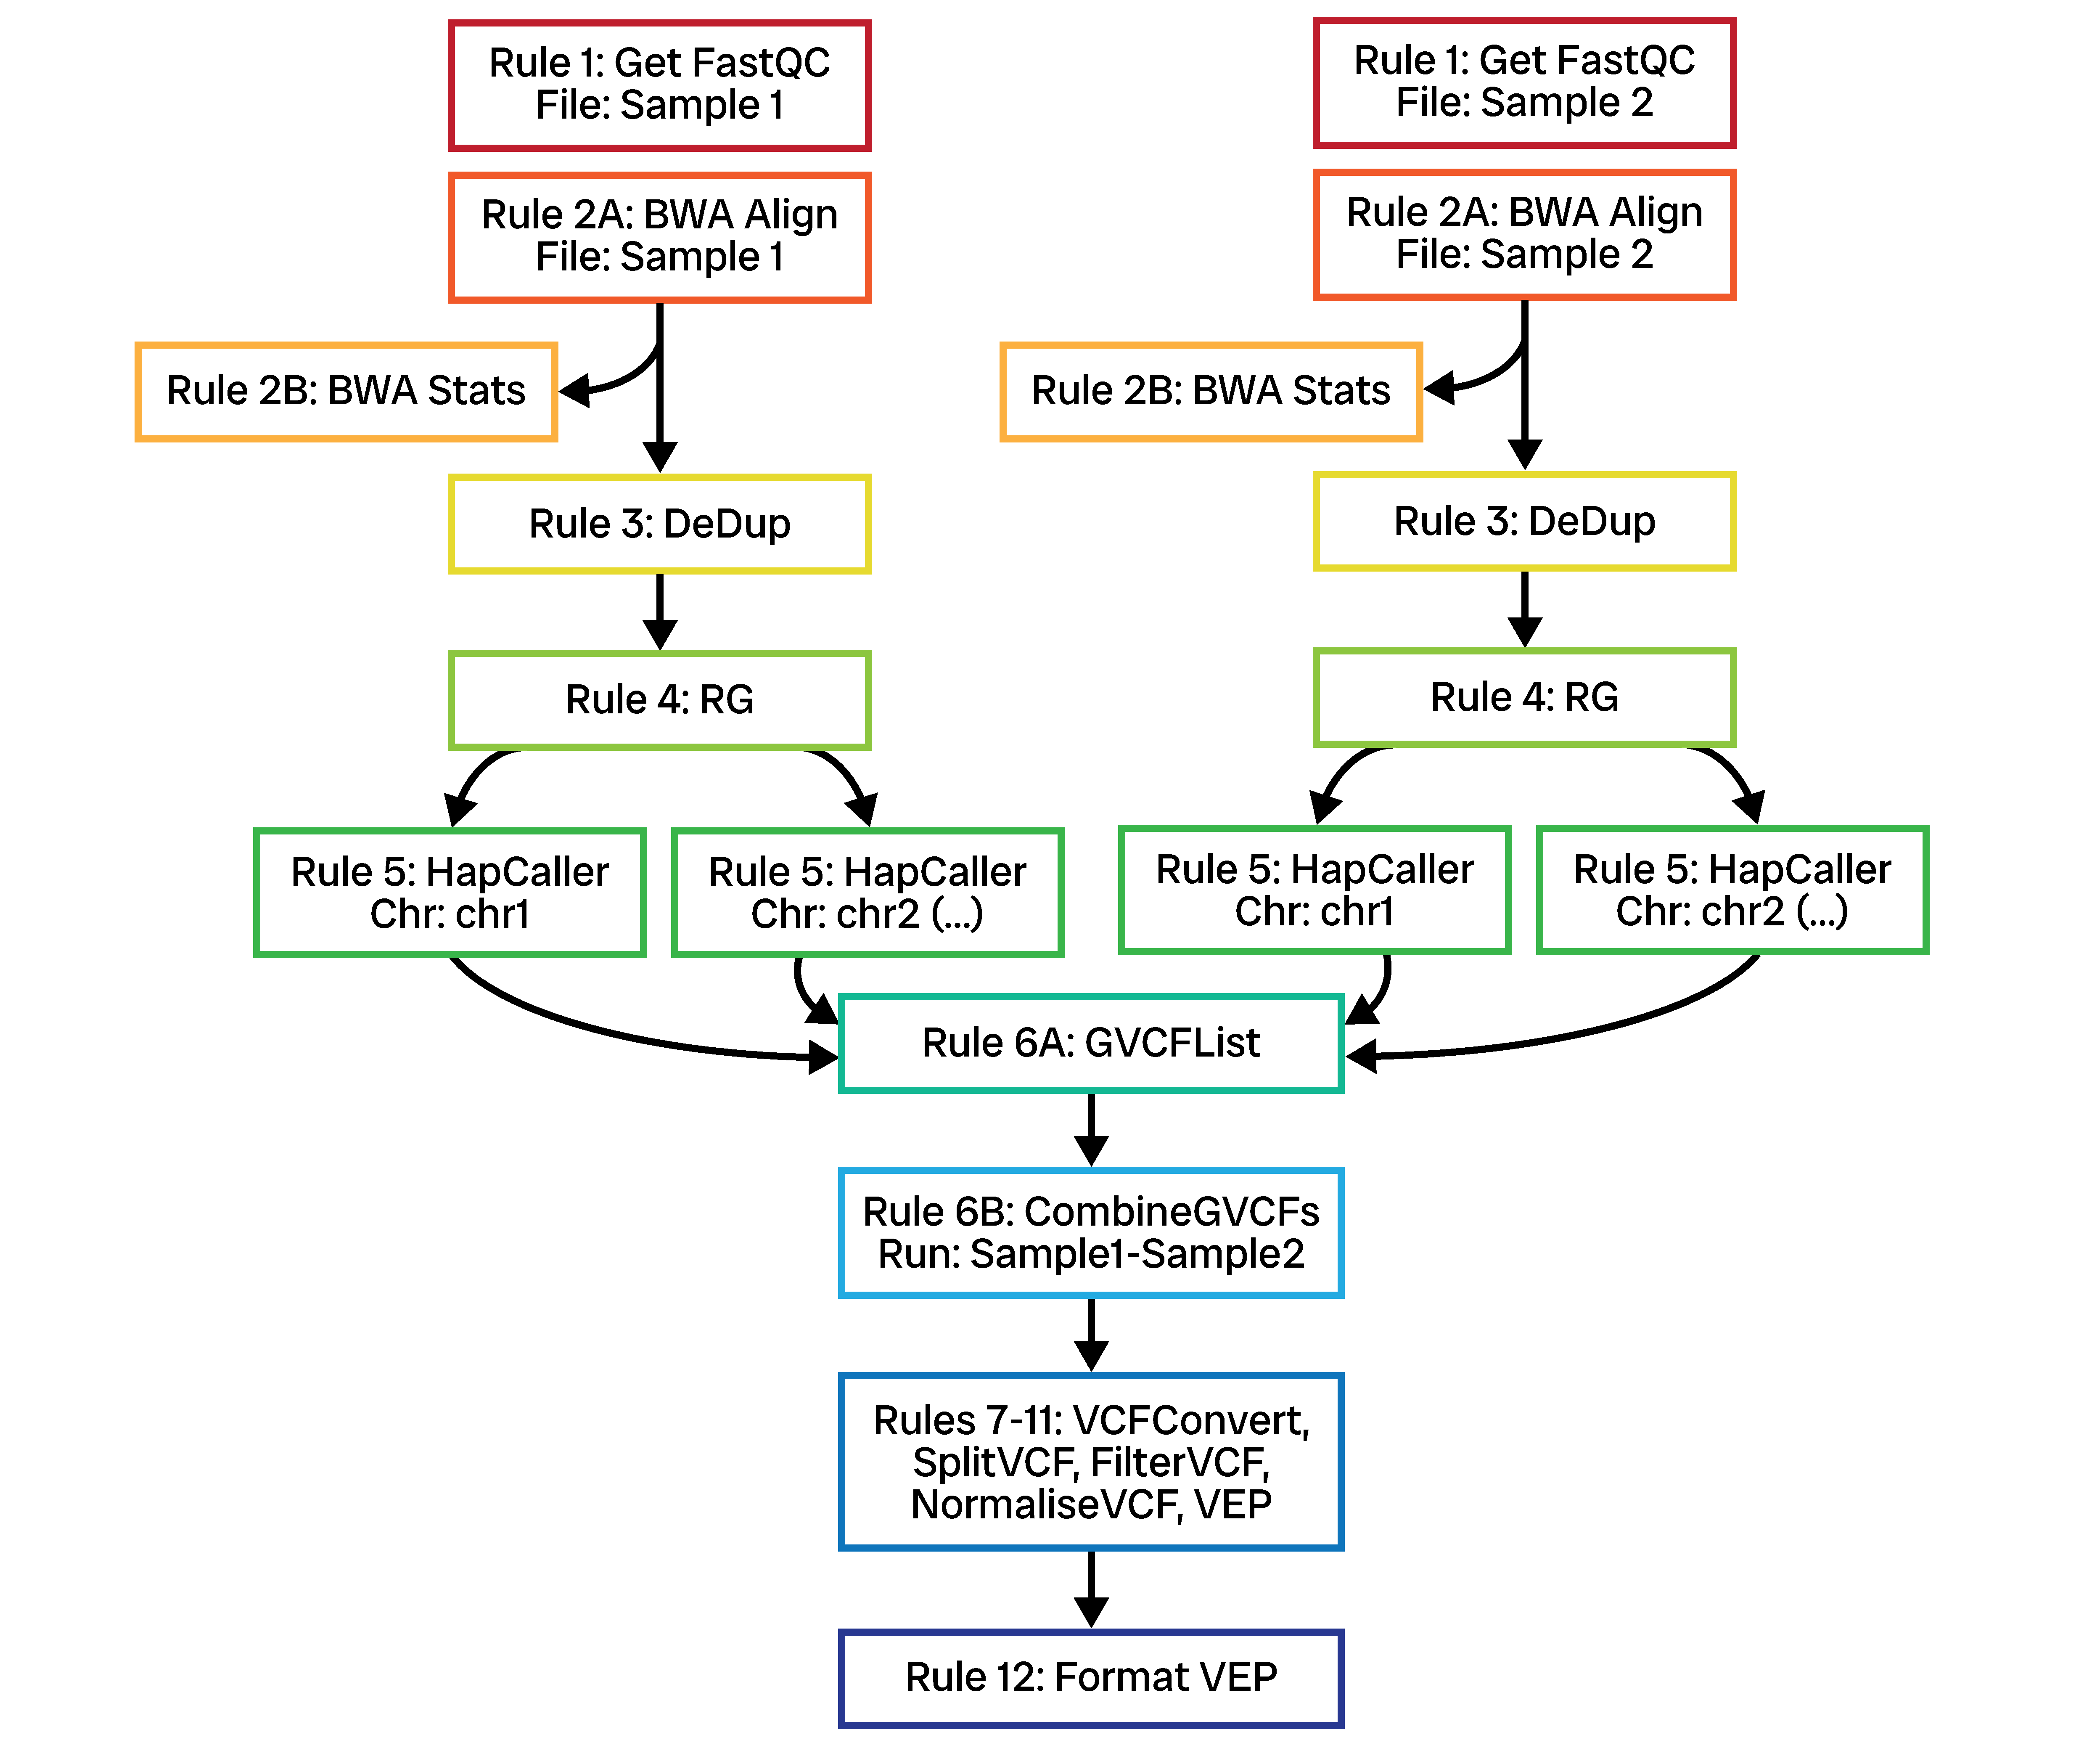 Rule 1: Get FastQC
File: Sample 1
Rule 1: Get FastQC
File: Sample 2
Rule 2A: BWA Align
File: Sample 1
Rule 2A: BWA Align
File: Sample 2
Rule 2B: BWA Stats
Rule 2B: BWA Stats
Rule 3: DeDup
Rule 3: DeDup
Rule 4: RG
Rule 4: RG
Rule 5: HapCaller
Chr: chr1
Rule 5: HapCaller
Chr: chr2 (...)
Rule 5: HapCaller
Chr: chr1
Rule 5: HapCaller
Chr: chr2 (...)
Rule 6A: GVCFList
Rule 6B: CombineGVCFs
Run: Sample1-Sample2
Rules 7-11: VCFConvert,
SplitVCF, FilterVCF,
NormaliseVCF, VEP
Rule 12: Format VEP